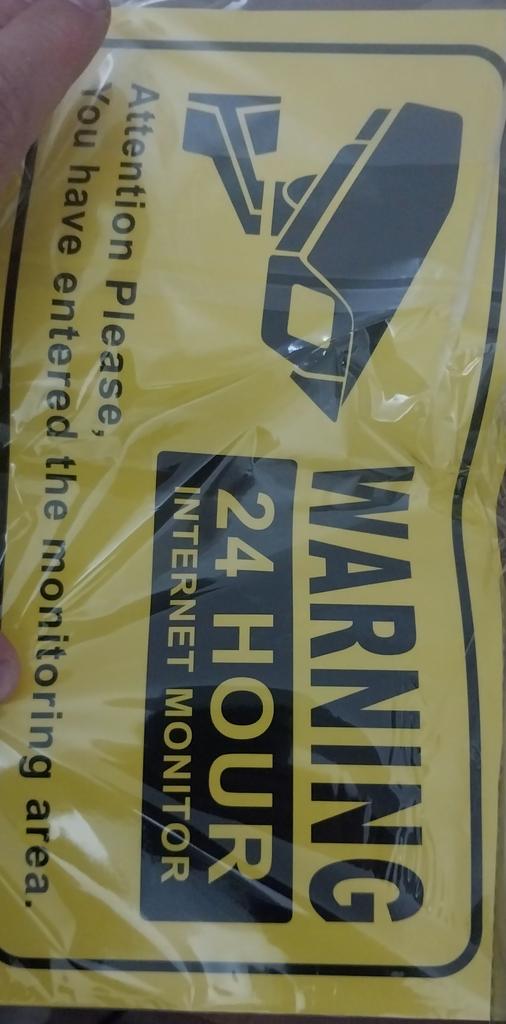 WARNING
24 HOUR
INTERNET MONITOR
Attention Please,
You have entered the monitoring area.